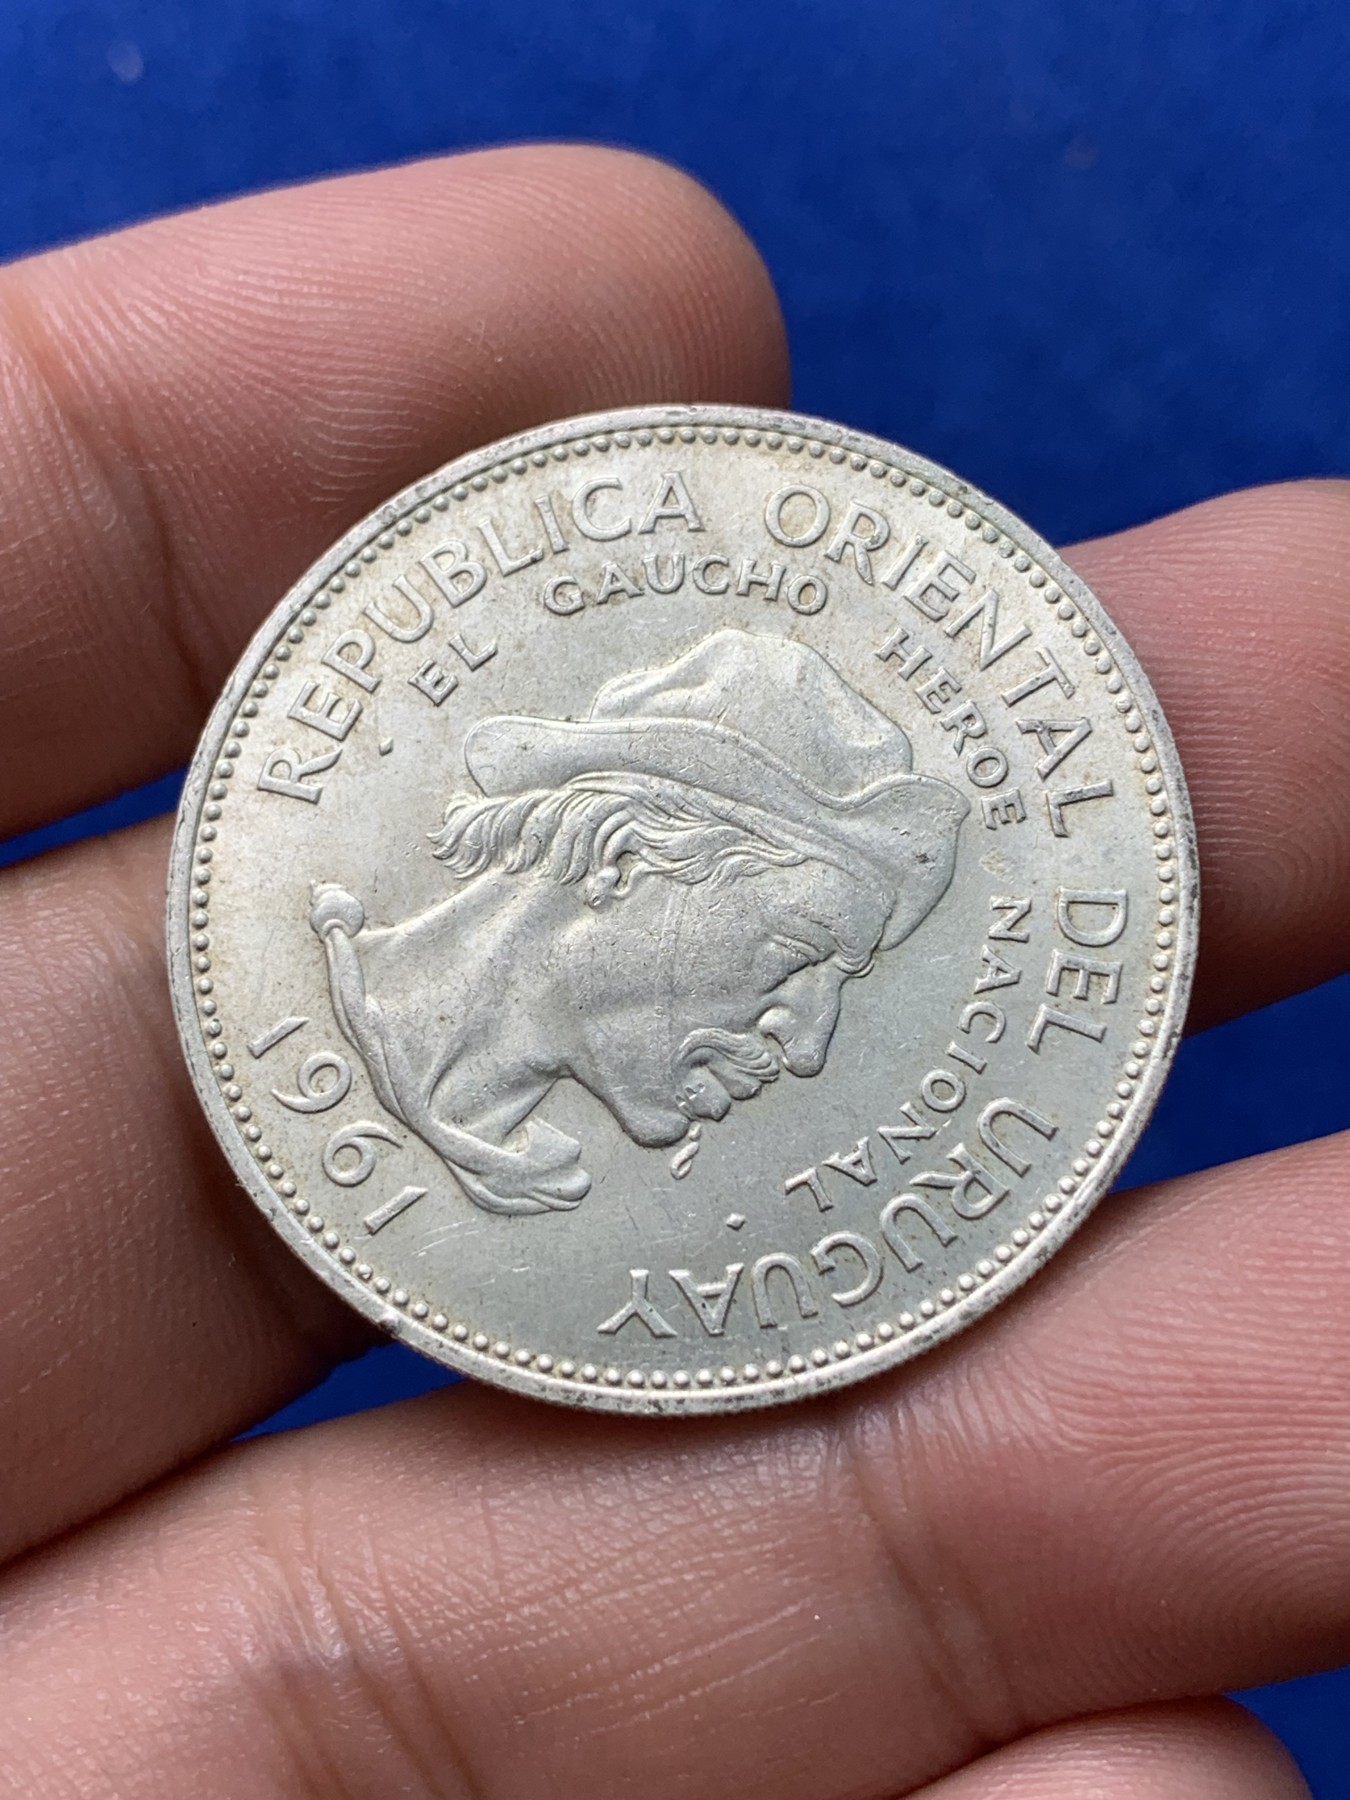 REPUBLICA ORIENTAL DEL URUGUAY
EL GAUCHO HEROE NACIONAL
1961